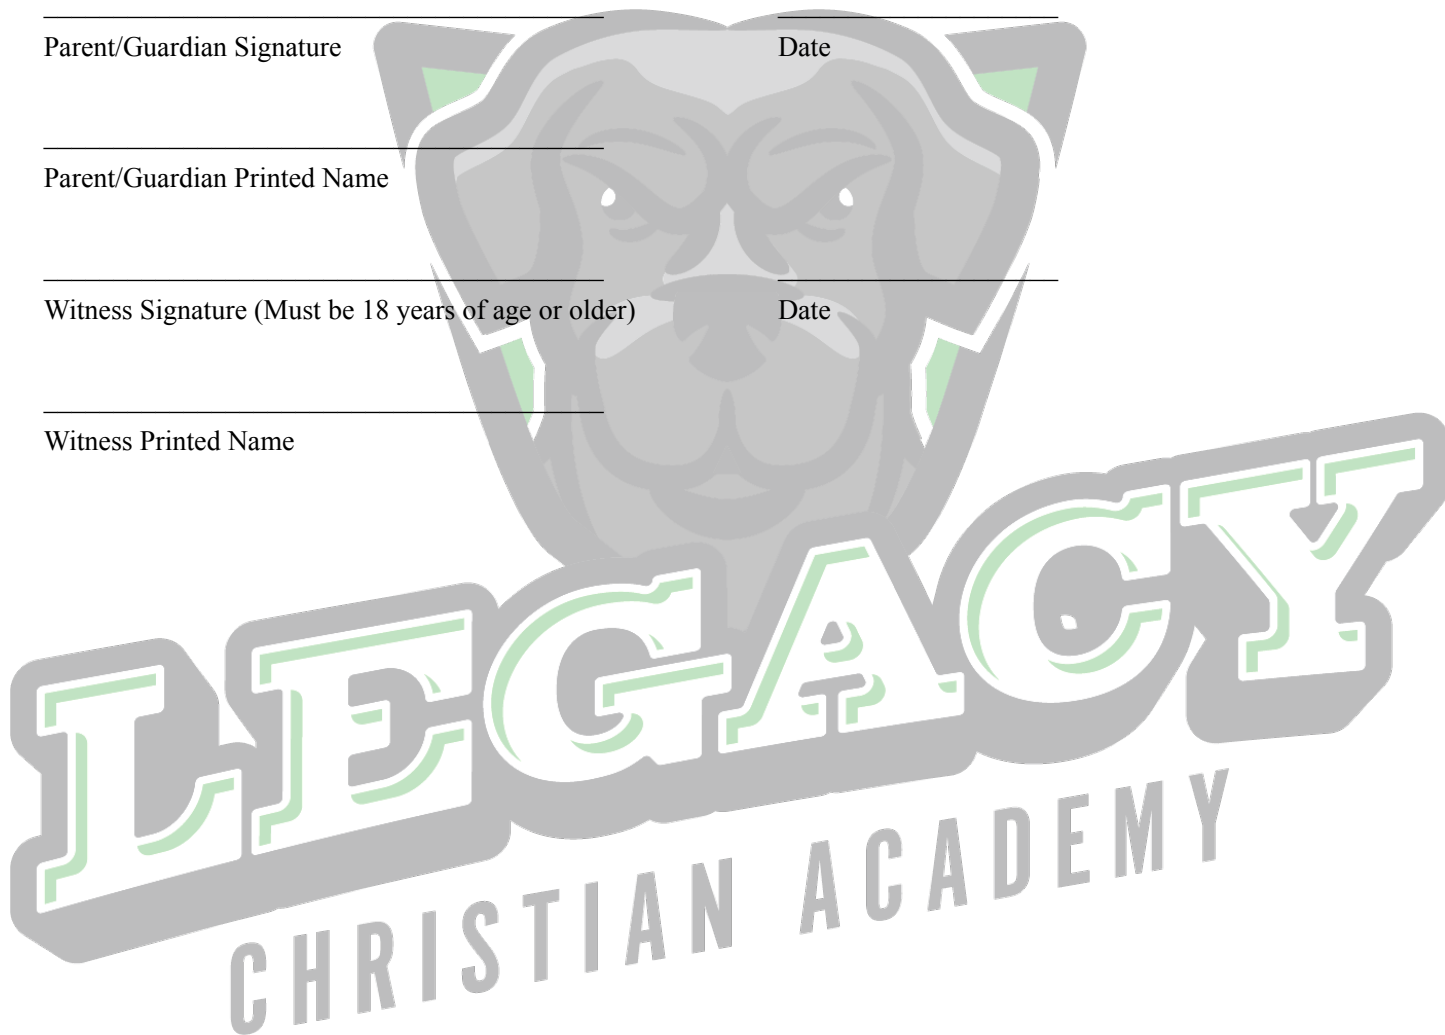 Parent/Guardian Signature Date
Parent/Guardian Printed Name
Witness Signature (Must be 18 years of age or older) Date
Witness Printed Name
LEGACY
CHRISTIAN ACADEMY